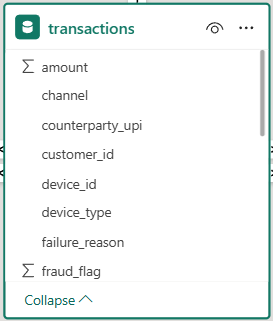 transactions
∑ amount
channel
counterparty_upi
customer_id
device_id
device_type
failure_reason
∑ fraud_flag
Collapse